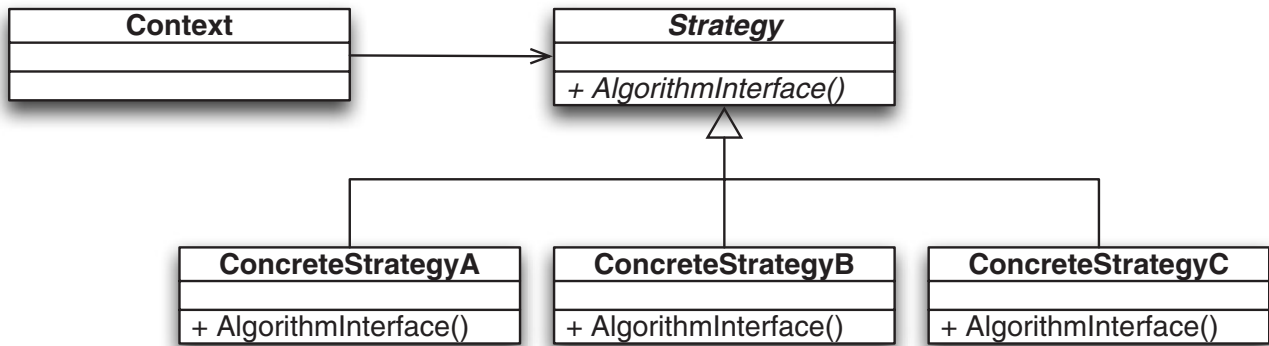 Context
Strategy
+ AlgorithmInterface()
ConcreteStrategyA
+ AlgorithmInterface()
ConcreteStrategyB
+ AlgorithmInterface()
ConcreteStrategyC
+ AlgorithmInterface()